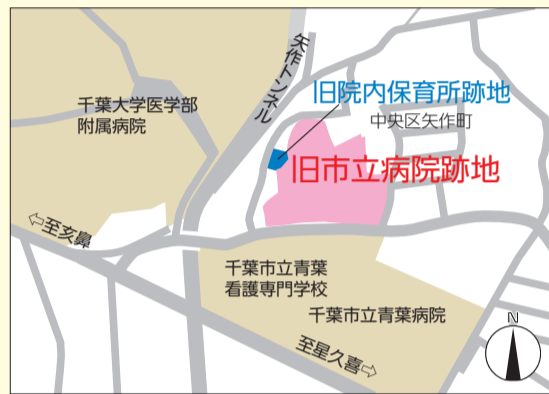 矢作トンネル
千葉大学医学部
附属病院
旧院内保育所跡地
中央区矢作町
旧市立病院跡地
至亥鼻
千葉市立青葉
看護専門学校
千葉市立青葉病院
至星久喜
N